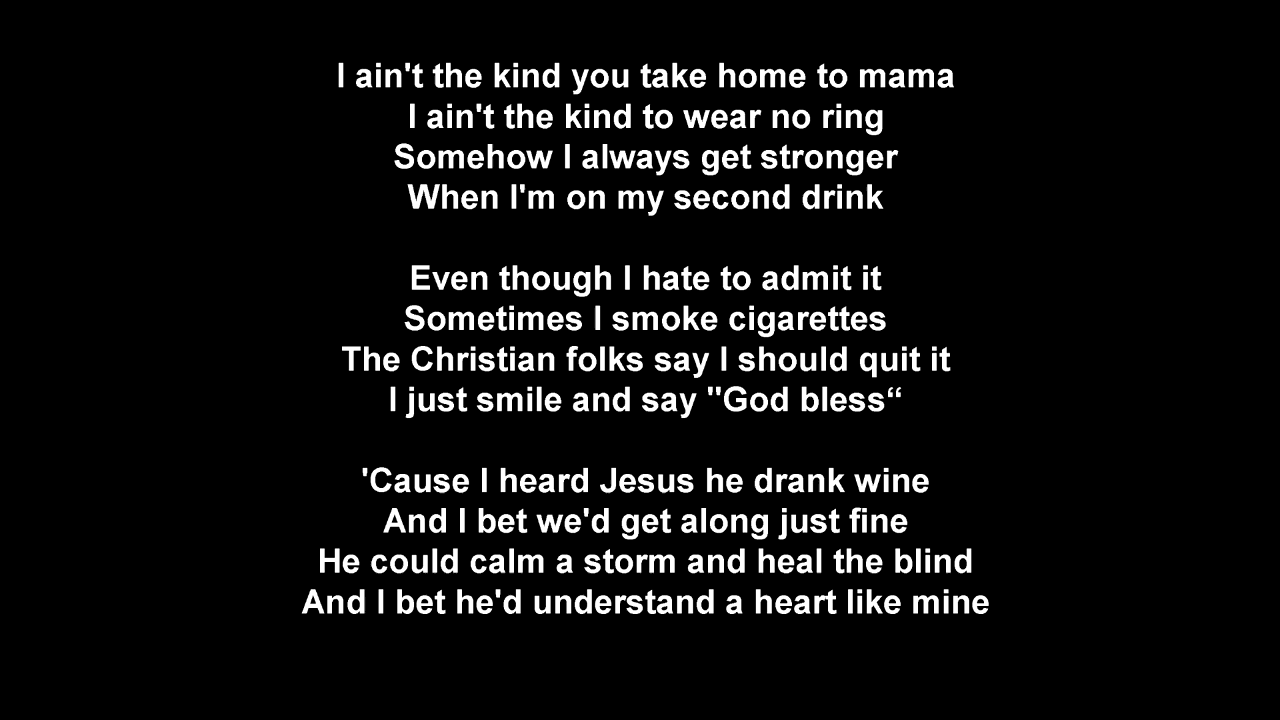 I ain't the kind you take home to mama
I ain't the kind to wear no ring
Somehow I always get stronger
When I'm on my second drink
Even though I hate to admit it
Sometimes I smoke cigarettes
The Christian folks say I should quit it
I just smile and say "God bless“
'Cause I heard Jesus he drank wine
And I bet we'd get along just fine
He could calm a storm and heal the blind
And I bet he'd understand a heart like mine